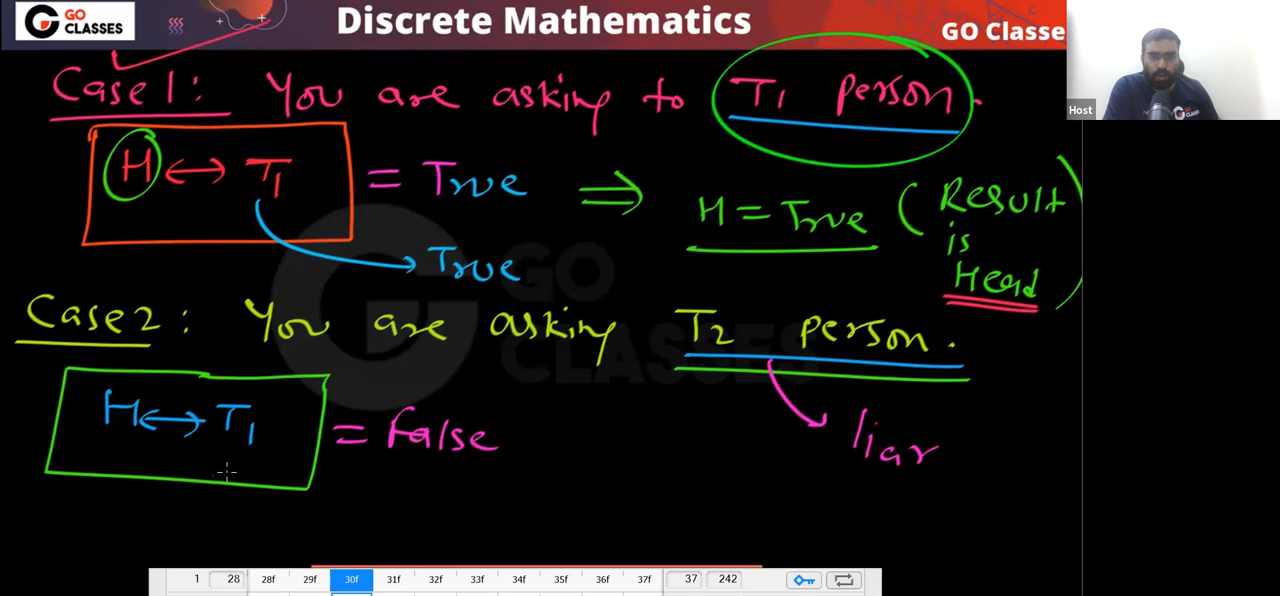 GO CLASSES
Discrete Mathematics
GO Classe
Case 1 : You are asking to T1 person.
H ↔ T1 = True ⇒ H = True (Result is Head)
True
Case 2 : You are asking T2 person.
H ↔ T1 = False
liar
GO CLASSES
Host
1 28 28f 29f 30f 31f 32f 33f 34f 35f 36f 37f 37 242